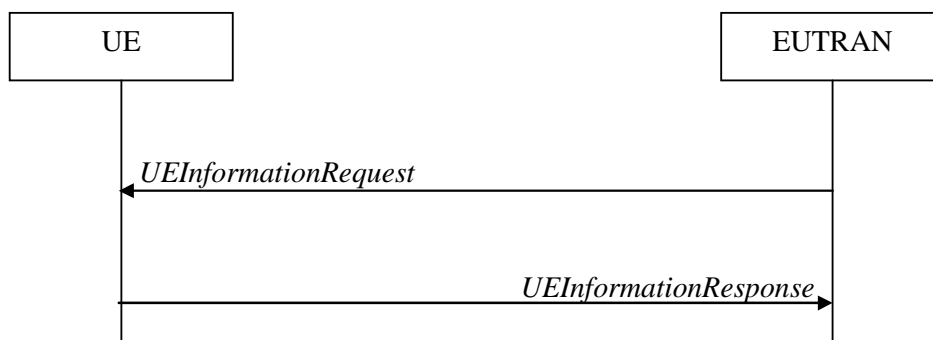 UE
EUTRAN
UEInformationRequest
UEInformationResponse